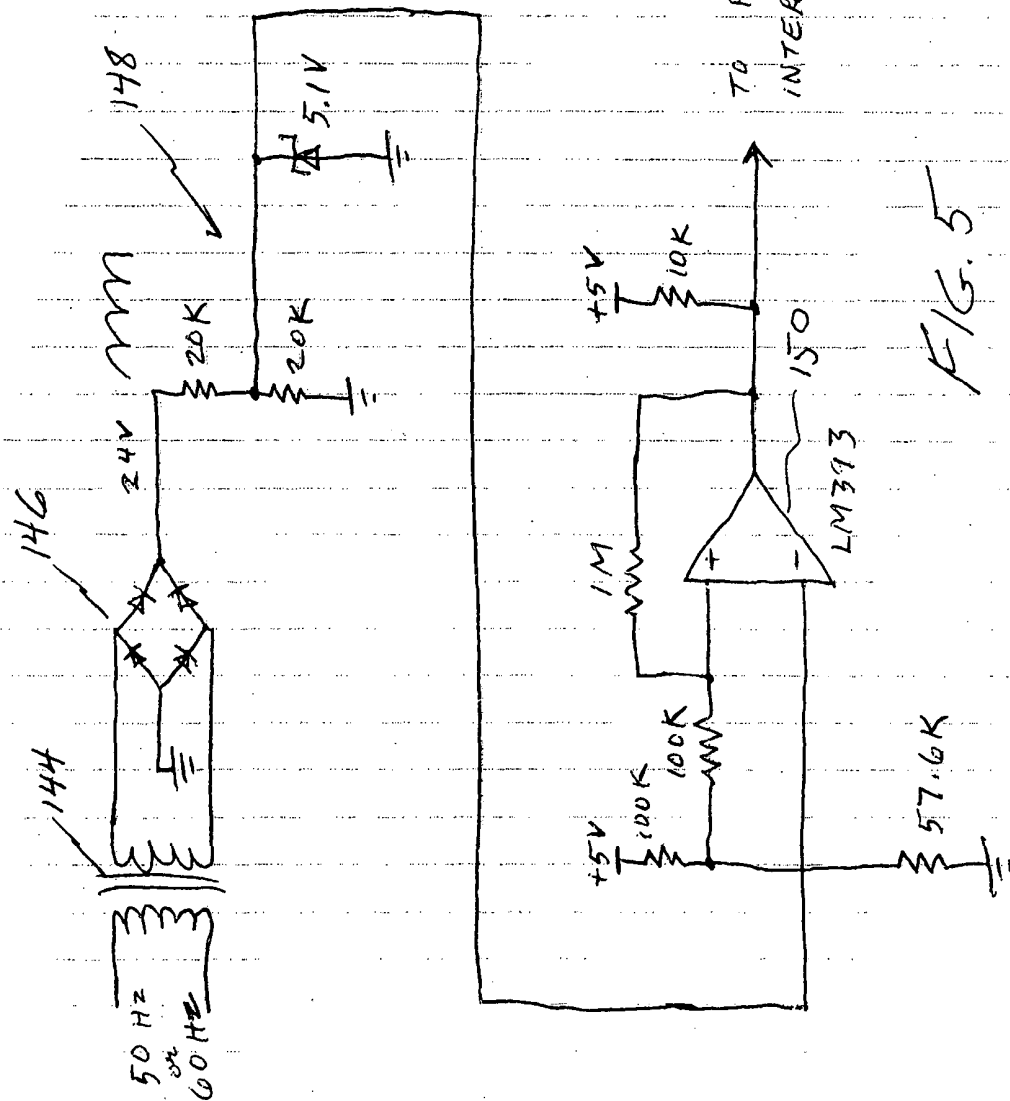 144
146
148
50 Hz
or
60 Hz
24V
20K
20K
5.1V
+5V
100K
100K
57.6K
1M
+
-
LM393
150
+5V
10K
To
INTER
FIG. 5